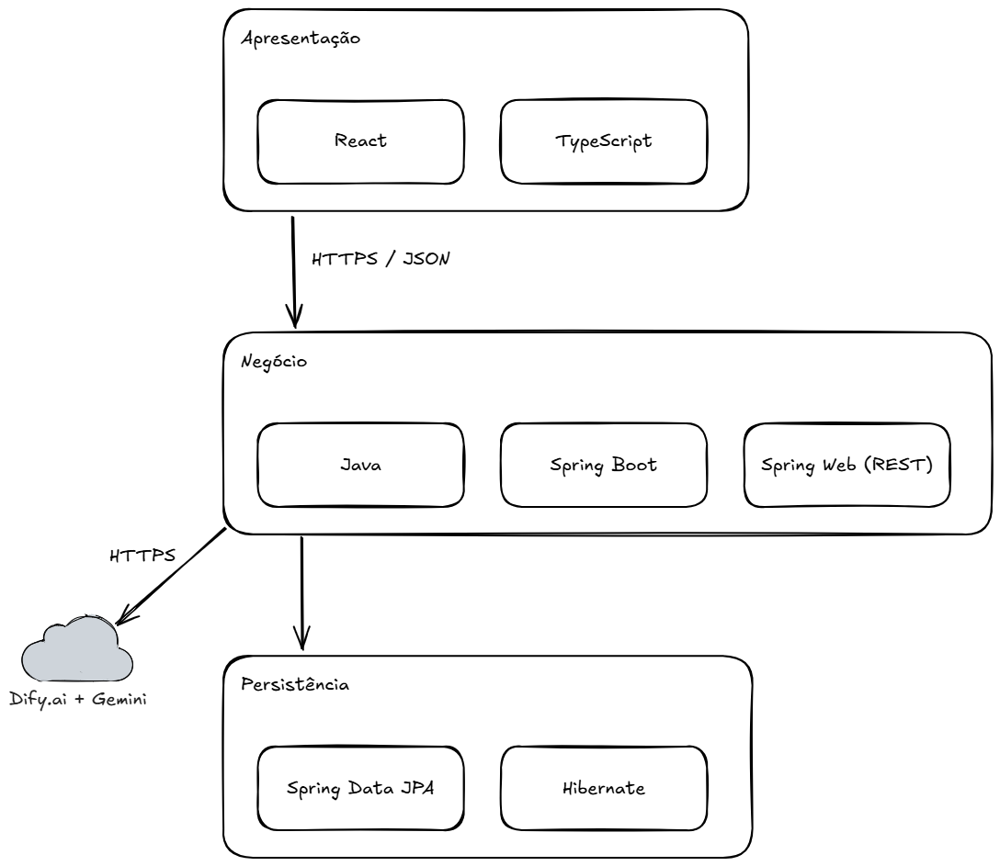 Apresentação
React
TypeScript
HTTPS / JSON
Negócio
Java
Spring Boot
Spring Web (REST)
HTTPS
Dify.ai + Gemini
Persistência
Spring Data JPA
Hibernate